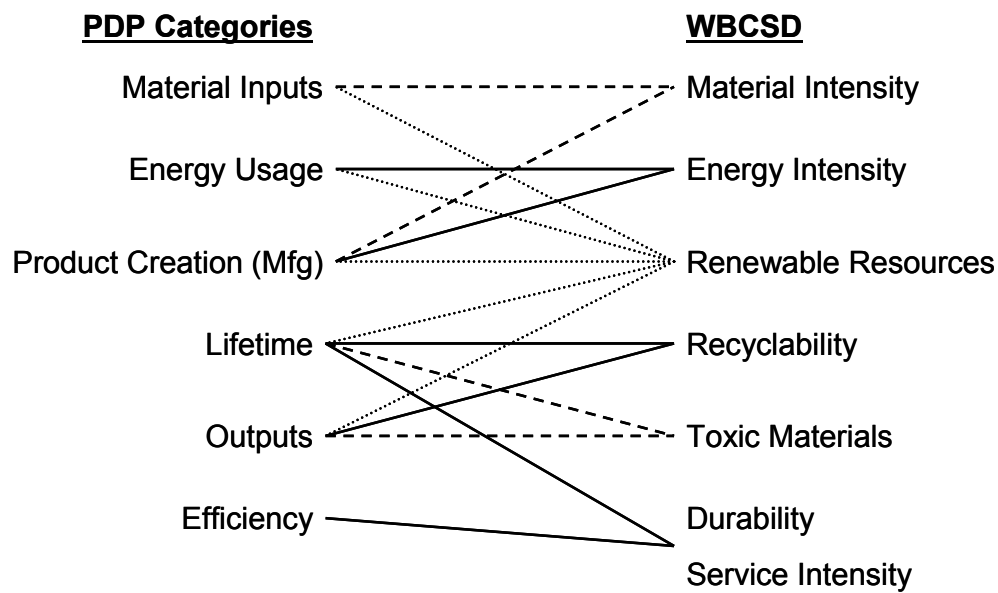 PDP Categories
WBCSD
Material Inputs
Material Intensity
Energy Usage
Energy Intensity
Product Creation (Mfg)
Renewable Resources
Lifetime
Recyclability
Outputs
Toxic Materials
Efficiency
Durability
Service Intensity